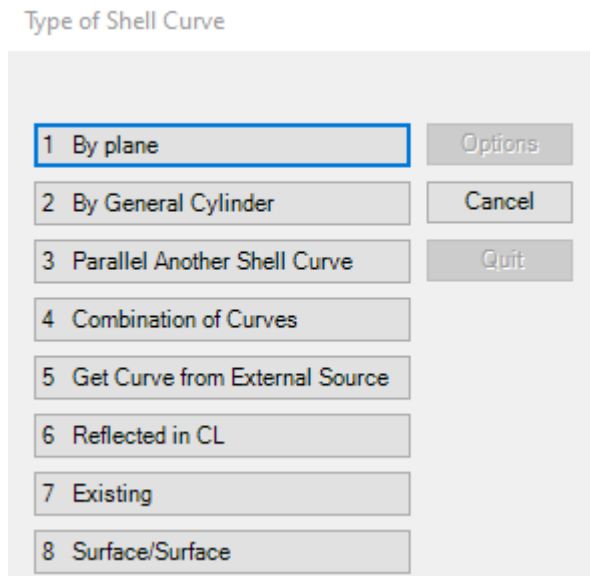 Type of Shell Curve
1 By plane
Options
2 By General Cylinder
Cancel
3 Parallel Another Shell Curve
Quit
4 Combination of Curves
5 Get Curve from External Source
6 Reflected in CL
7 Existing
8 Surface/Surface